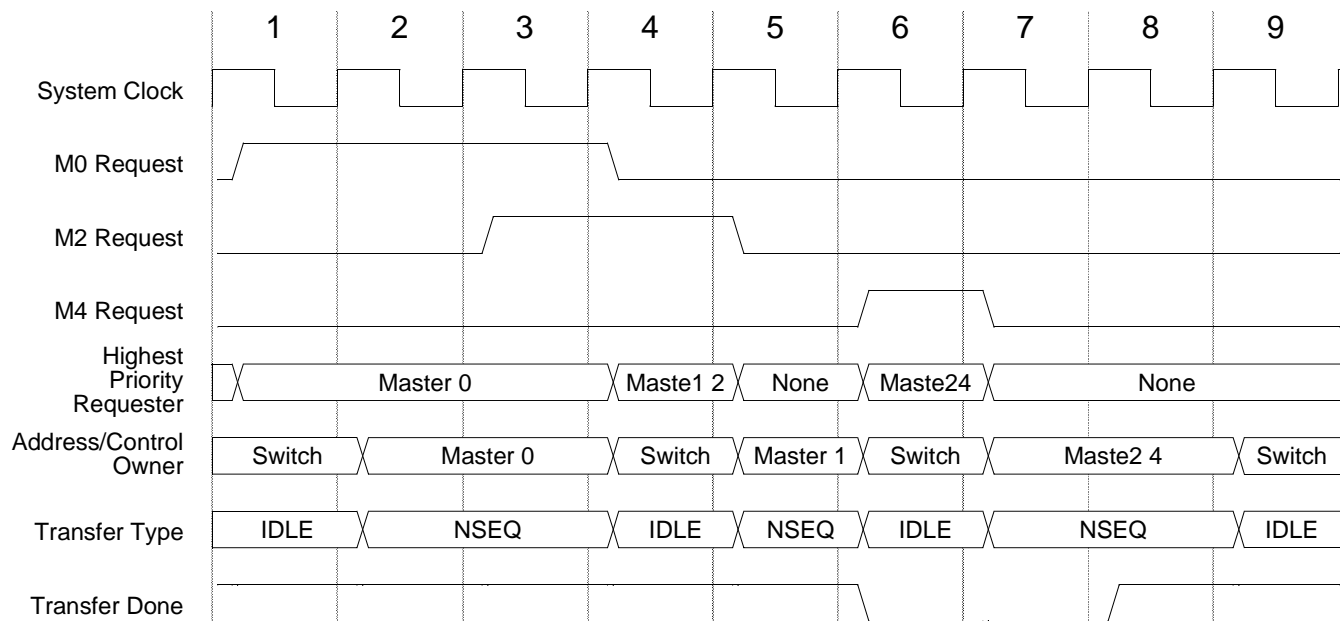 1 2 3 4 5 6 7 8 9
System Clock
M0 Request
M2 Request
M4 Request
Highest
Priority
Requester
Master 0 Maste1 2 None Maste24 None
Address/Control
Owner
Switch Master 0 Switch Master 1 Switch Maste2 4 Switch
Transfer Type
IDLE NSEQ IDLE NSEQ IDLE NSEQ IDLE
Transfer Done